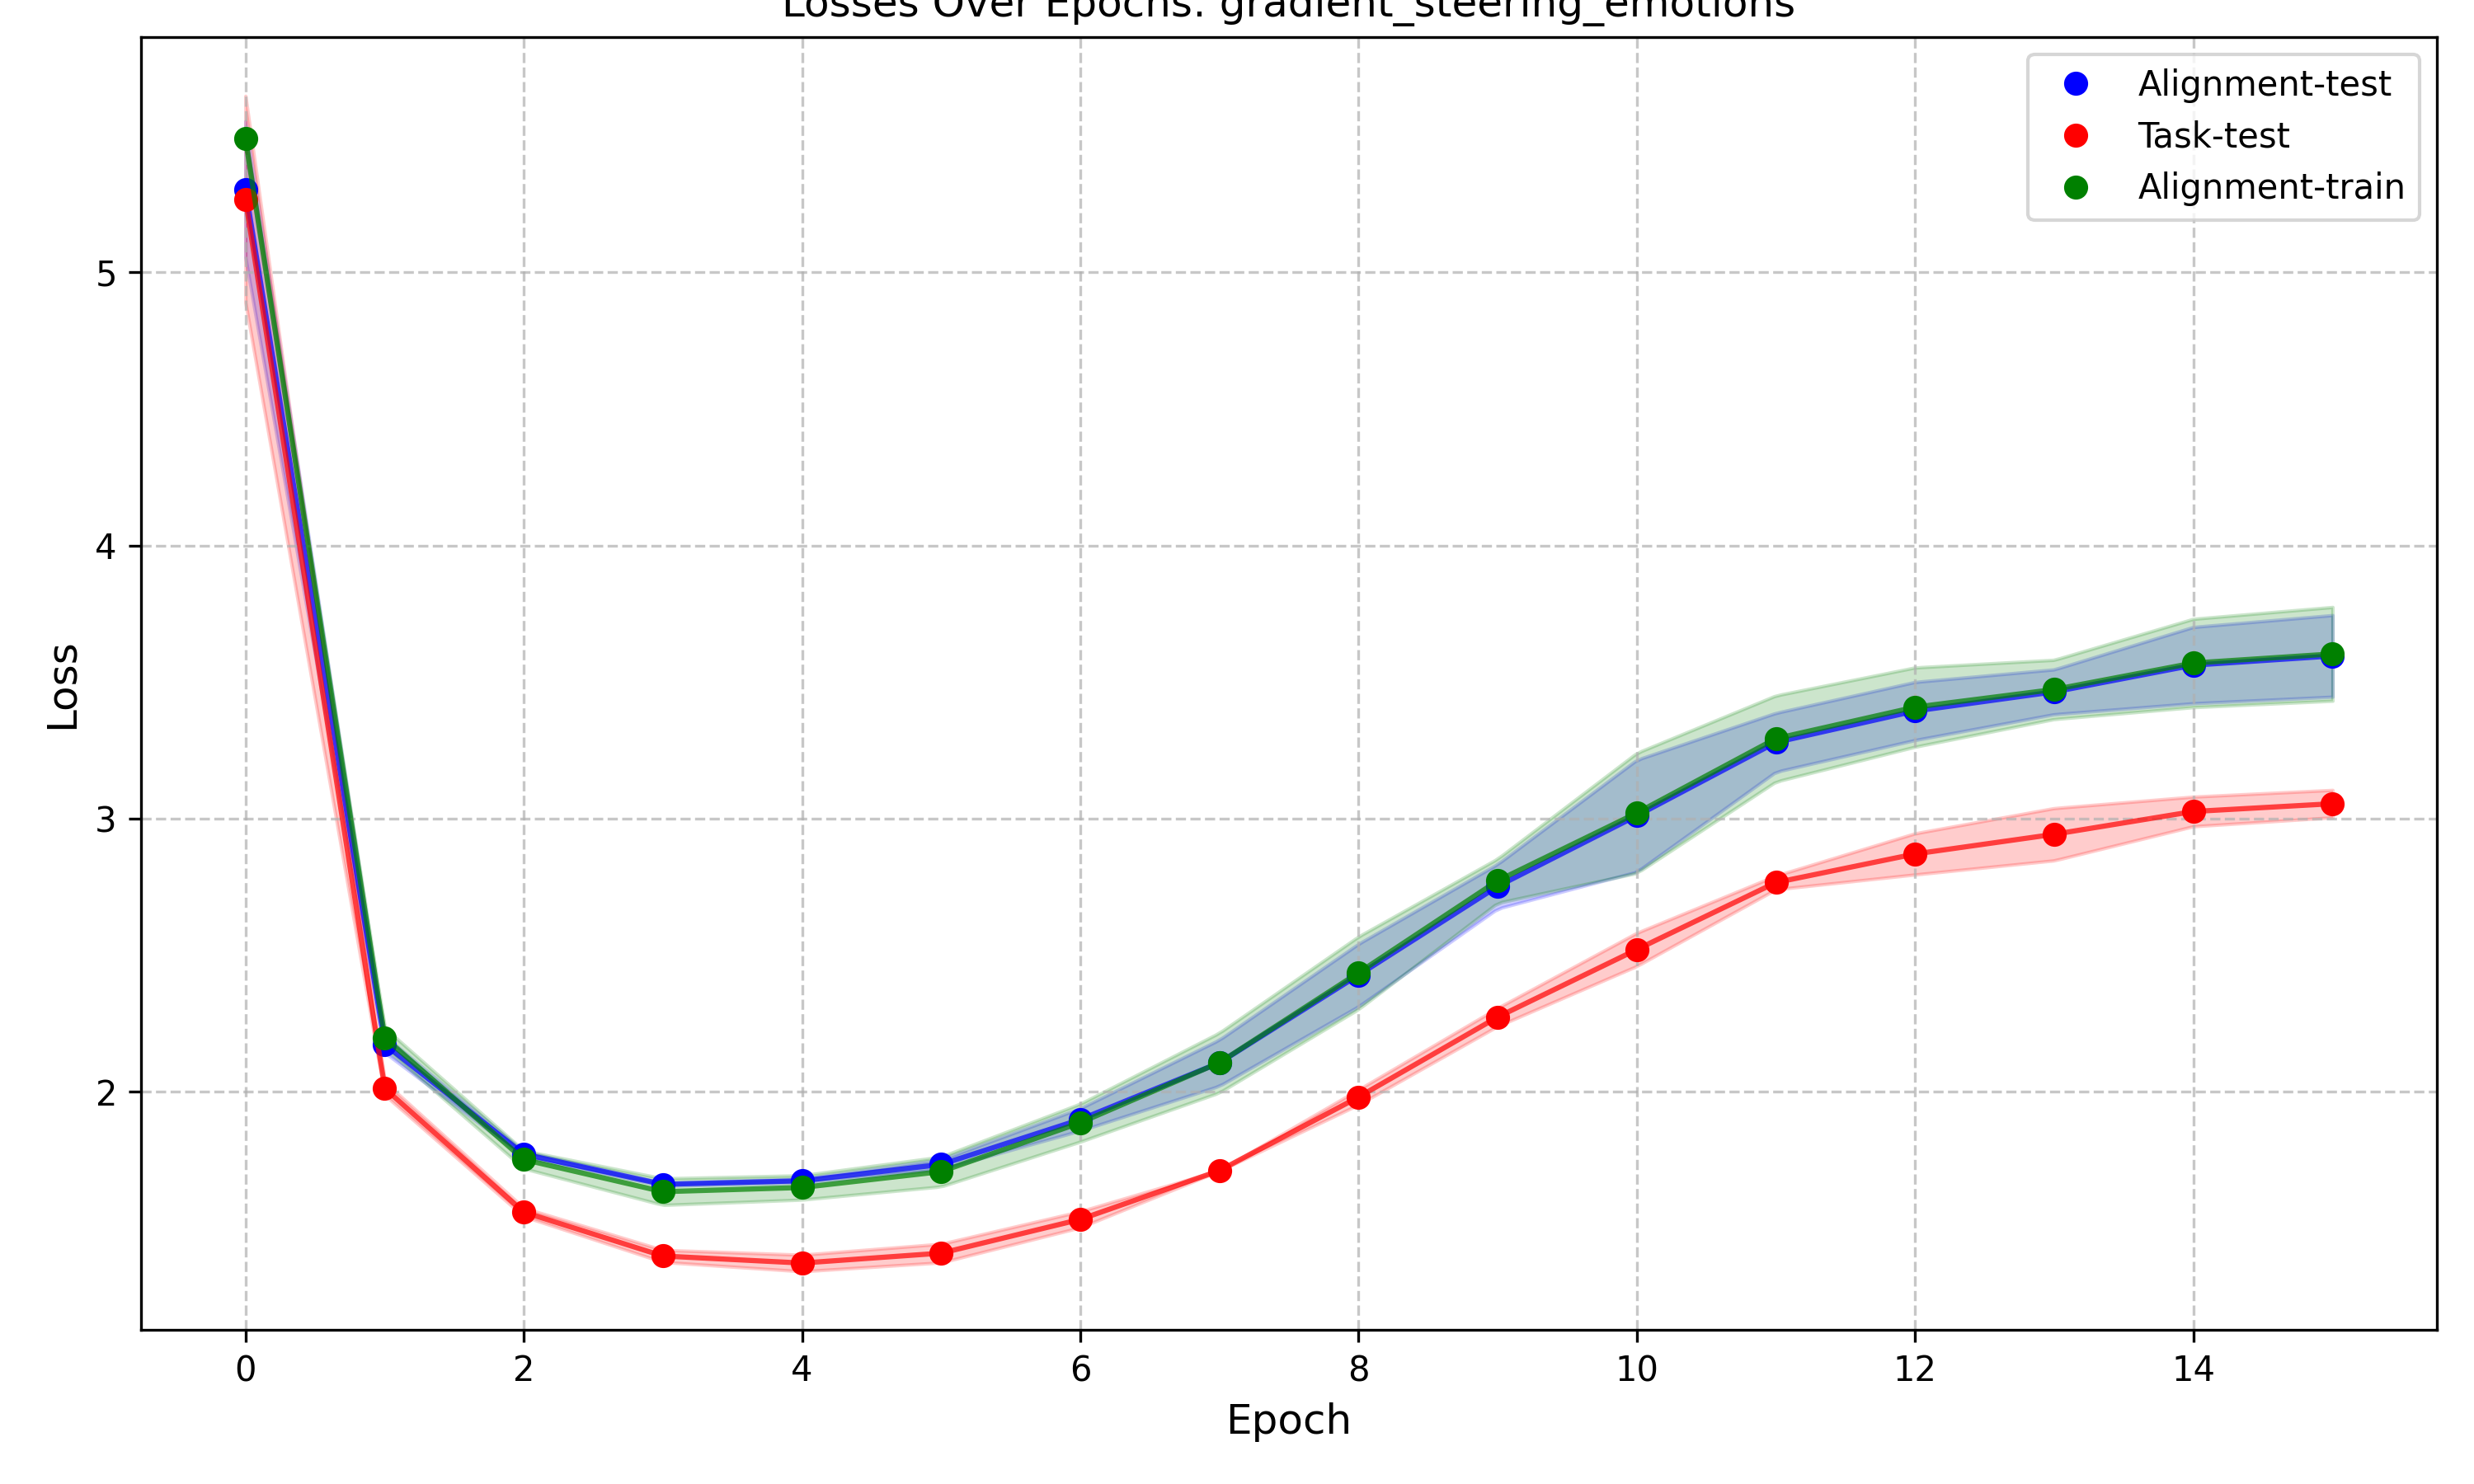 Losses Over Epochs: gradient_steering_emotions
Alignment-test
Task-test
Alignment-train
5
4
3
2
Loss
0 2 4 6 8 10 12 14
Epoch